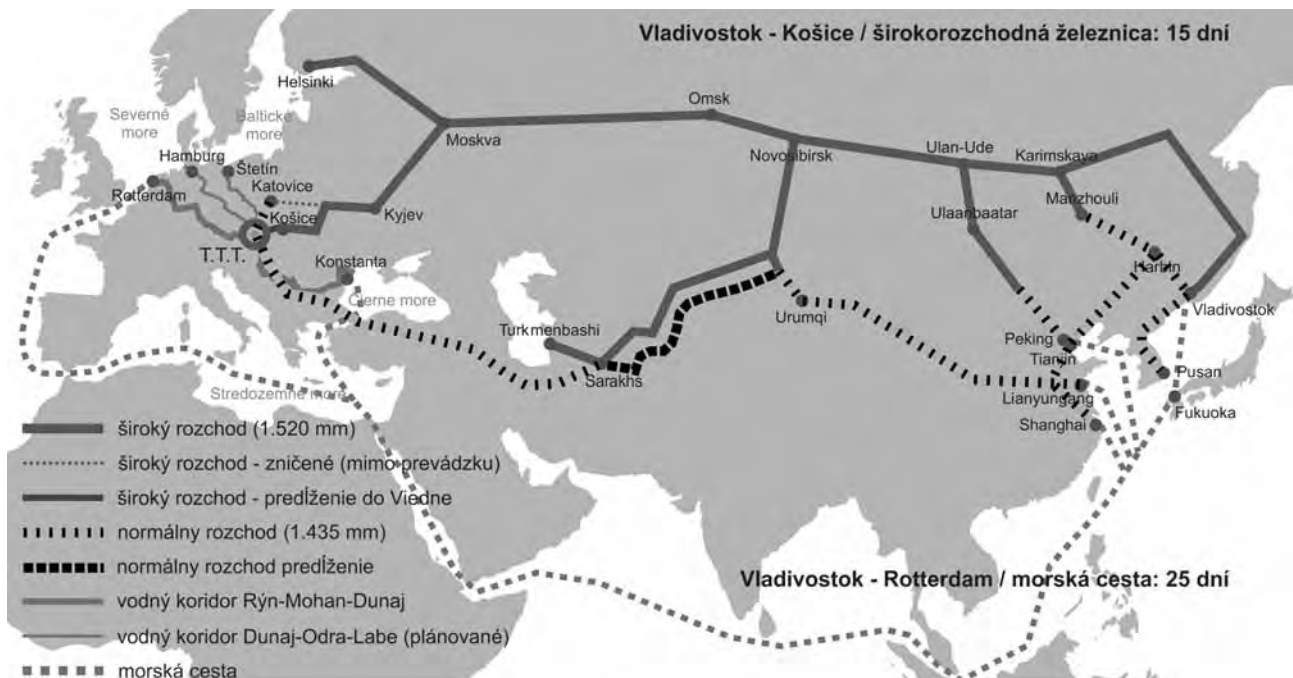 Vladivostok - Košice / širokorozchodná železnica: 15 dní
Helsinki
Omsk
Severné
more
Baltické
more
Moskva
Novosibirsk
Ulan-Ude
Karimskaya
Hamburg
Štetín
Katovice
Manzhouli
Rotterdam
Košice
Kyjev
Ulaanbaatar
T.T.T.
Konstanta
Harbin
Čierne more
Urumqi
Vladivostok
Turkmenbashi
Peking
Tianjin
Sarakhs
Pusan
Stredozemné more
Lianyungang
Fukuoka
Shanghai
široký rozchod (1.520 mm)
široký rozchod - zničené (mimo prevádzku)
široký rozchod - predĺženie do Viedne
normálny rozchod (1.435 mm)
normálny rozchod predĺženie
Vladivostok - Rotterdam / morská cesta: 25 dní
vodný koridor Rýn-Mohan-Dunaj
vodný koridor Dunaj-Odra-Labe (plánované)
morská cesta